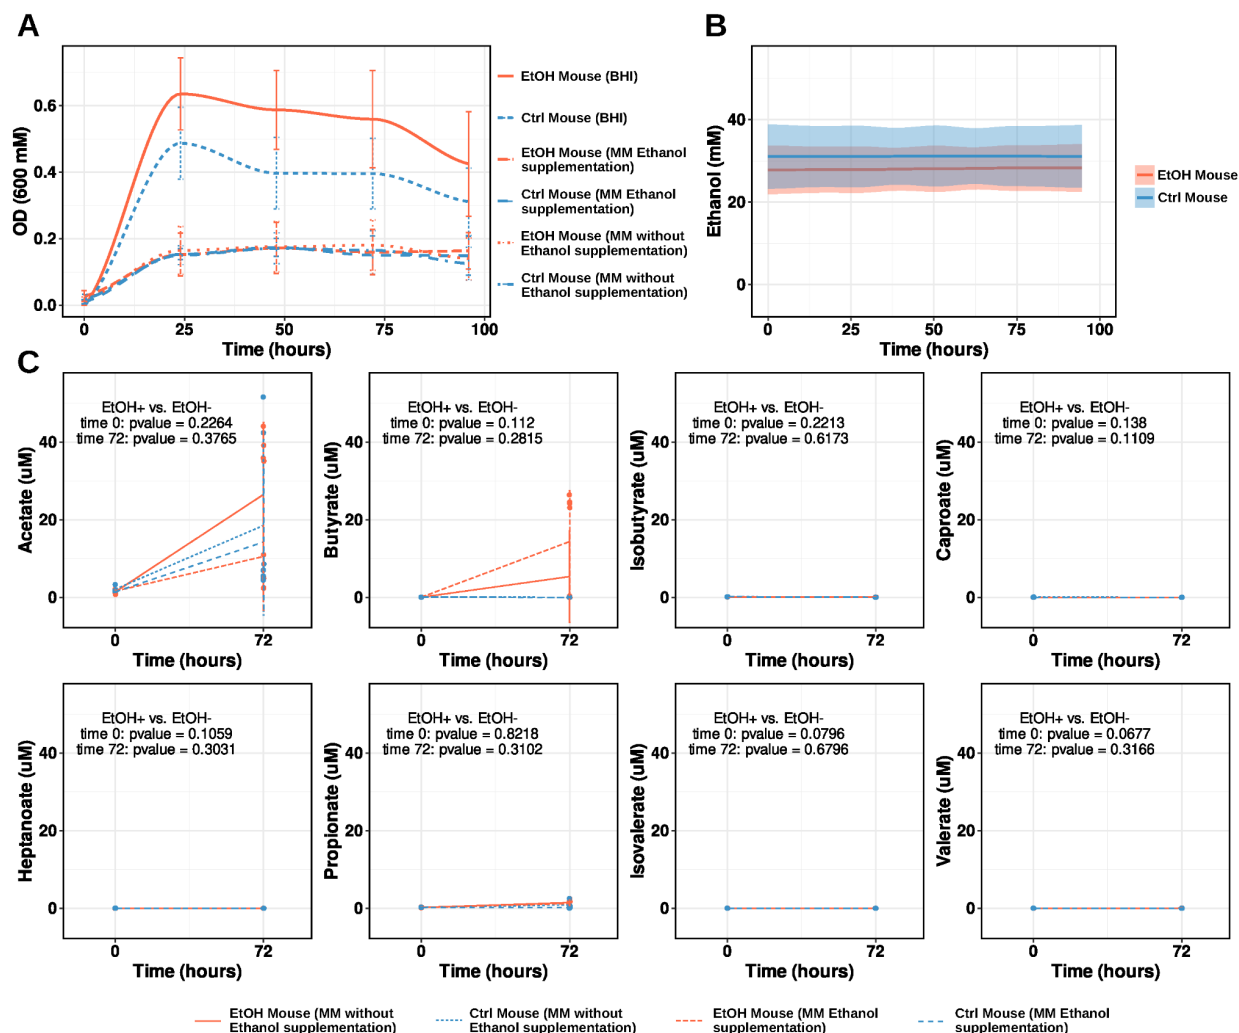 A
OD (600 mM)
0.6
0.4
0.2
0.0
0
25
50
75
100
Time (hours)
EtOH Mouse (BHI)
Ctrl Mouse (BHI)
EtOH Mouse (MM Ethanol
supplementation)
Ctrl Mouse (MM Ethanol
supplementation)
EtOH Mouse (MM without
Ethanol supplementation)
Ctrl Mouse (MM without
Ethanol supplementation)
B
Ethanol (mM)
40
20
0
0
25
50
75
100
Time (hours)
EtOH Mouse
Ctrl Mouse
C
Acetate (uM)
EtOH+ vs. EtOH-
time 0: pvalue = 0.2264
time 72: pvalue = 0.3765
40
20
0
0
72
Time (hours)
Butyrate (uM)
EtOH+ vs. EtOH-
time 0: pvalue = 0.112
time 72: pvalue = 0.2815
40
20
0
0
72
Time (hours)
Isobutyrate (uM)
EtOH+ vs. EtOH-
time 0: pvalue = 0.2213
time 72: pvalue = 0.6173
40
20
0
0
72
Time (hours)
Caproate (uM)
EtOH+ vs. EtOH-
time 0: pvalue = 0.138
time 72: pvalue = 0.1109
40
20
0
0
72
Time (hours)
Heptanoate (uM)
EtOH+ vs. EtOH-
time 0: pvalue = 0.1059
time 72: pvalue = 0.3031
40
20
0
0
72
Time (hours)
Propionate (uM)
EtOH+ vs. EtOH-
time 0: pvalue = 0.8218
time 72: pvalue = 0.3102
40
20
0
0
72
Time (hours)
Isovalerate (uM)
EtOH+ vs. EtOH-
time 0: pvalue = 0.0796
time 72: pvalue = 0.6796
40
20
0
0
72
Time (hours)
Valerate (uM)
EtOH+ vs. EtOH-
time 0: pvalue = 0.0677
time 72: pvalue = 0.3166
40
20
0
0
72
Time (hours)
EtOH Mouse (MM without
Ethanol supplementation)
Ctrl Mouse (MM without
Ethanol supplementation)
EtOH Mouse (MM Ethanol
supplementation)
Ctrl Mouse (MM Ethanol
supplementation)